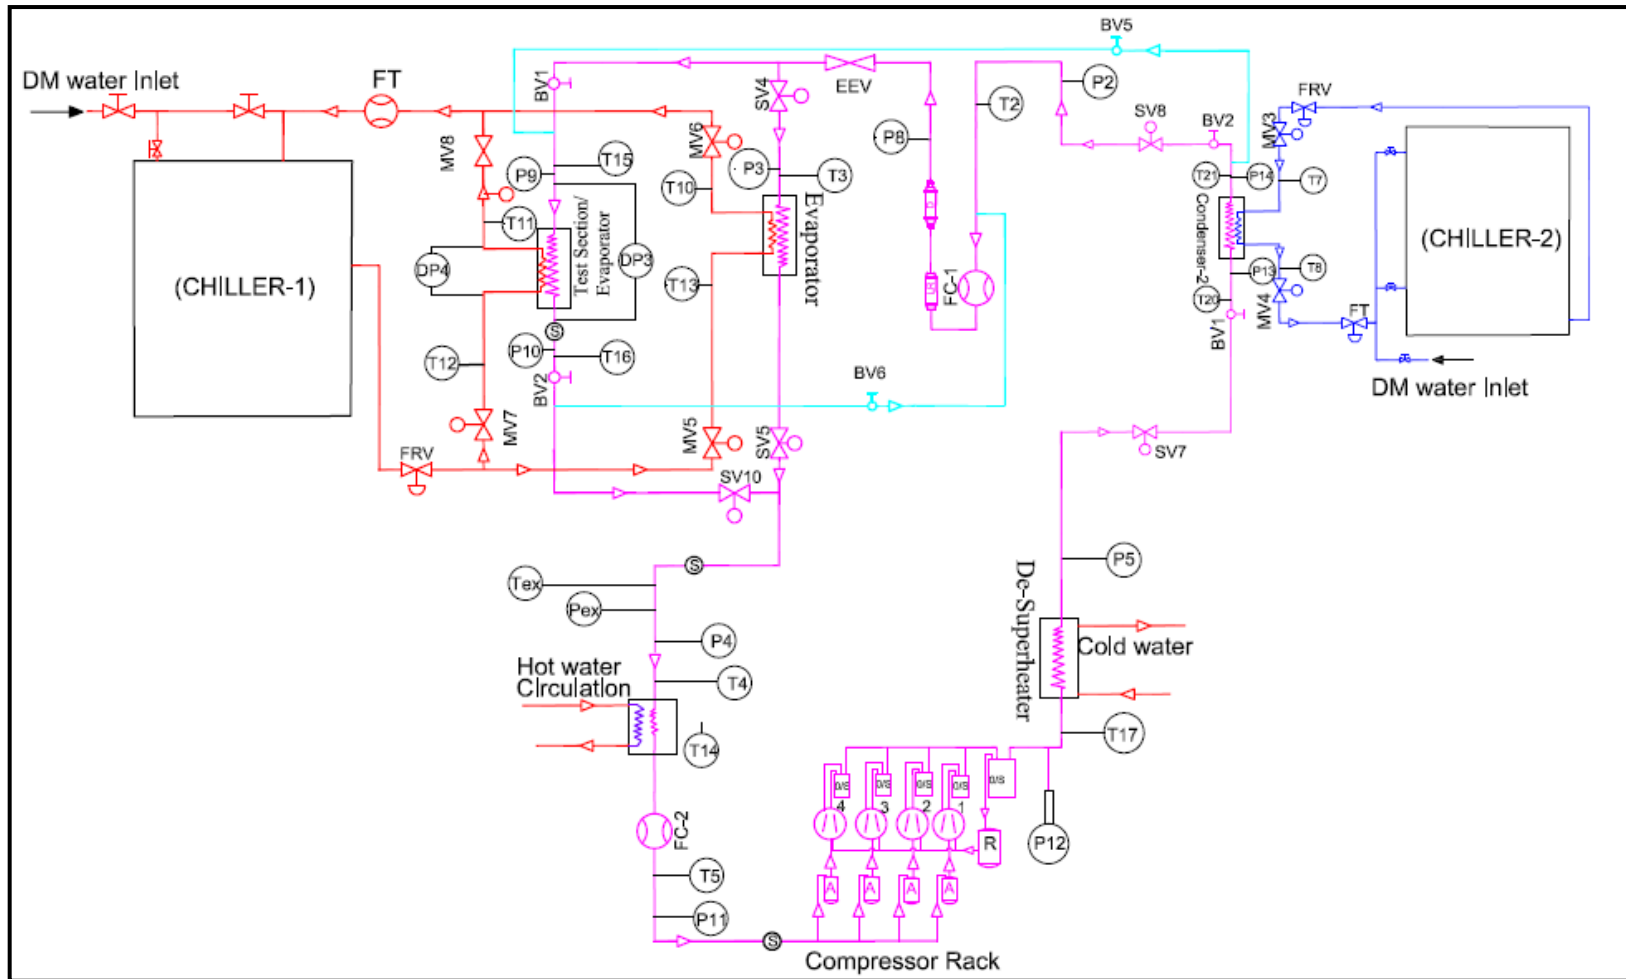 BV5
DM water Inlet
FT
BV1
SV4
EEV
P2
T2
FRV
SV8
BV2
MV3
P8
MV8
MV6
T15
P9
P3
T3
T10
T21
P14
T7
T11
Test Section/
Evaporator
Evaporator
Condenser-2
(CHILLER-1)
(CHILLER-2)
DP4
DP3
D
T13
FC-1
P13
T8
T20
MV4
S
FT
BV1
P10
T16
T12
BV2
BV6
DM water Inlet
MV7
MV5
SV5
SV7
FRV
SV10
S
P5
Tex
Pex
P4
De-Superheater
Cold water
Hot water
Circulation
T4
T14
T17
O/S
O/S
O/S
O/S
O/S
4
3
2
1
FC-2
R
P12
T5
A
A
A
A
P11
S
Compressor Rack